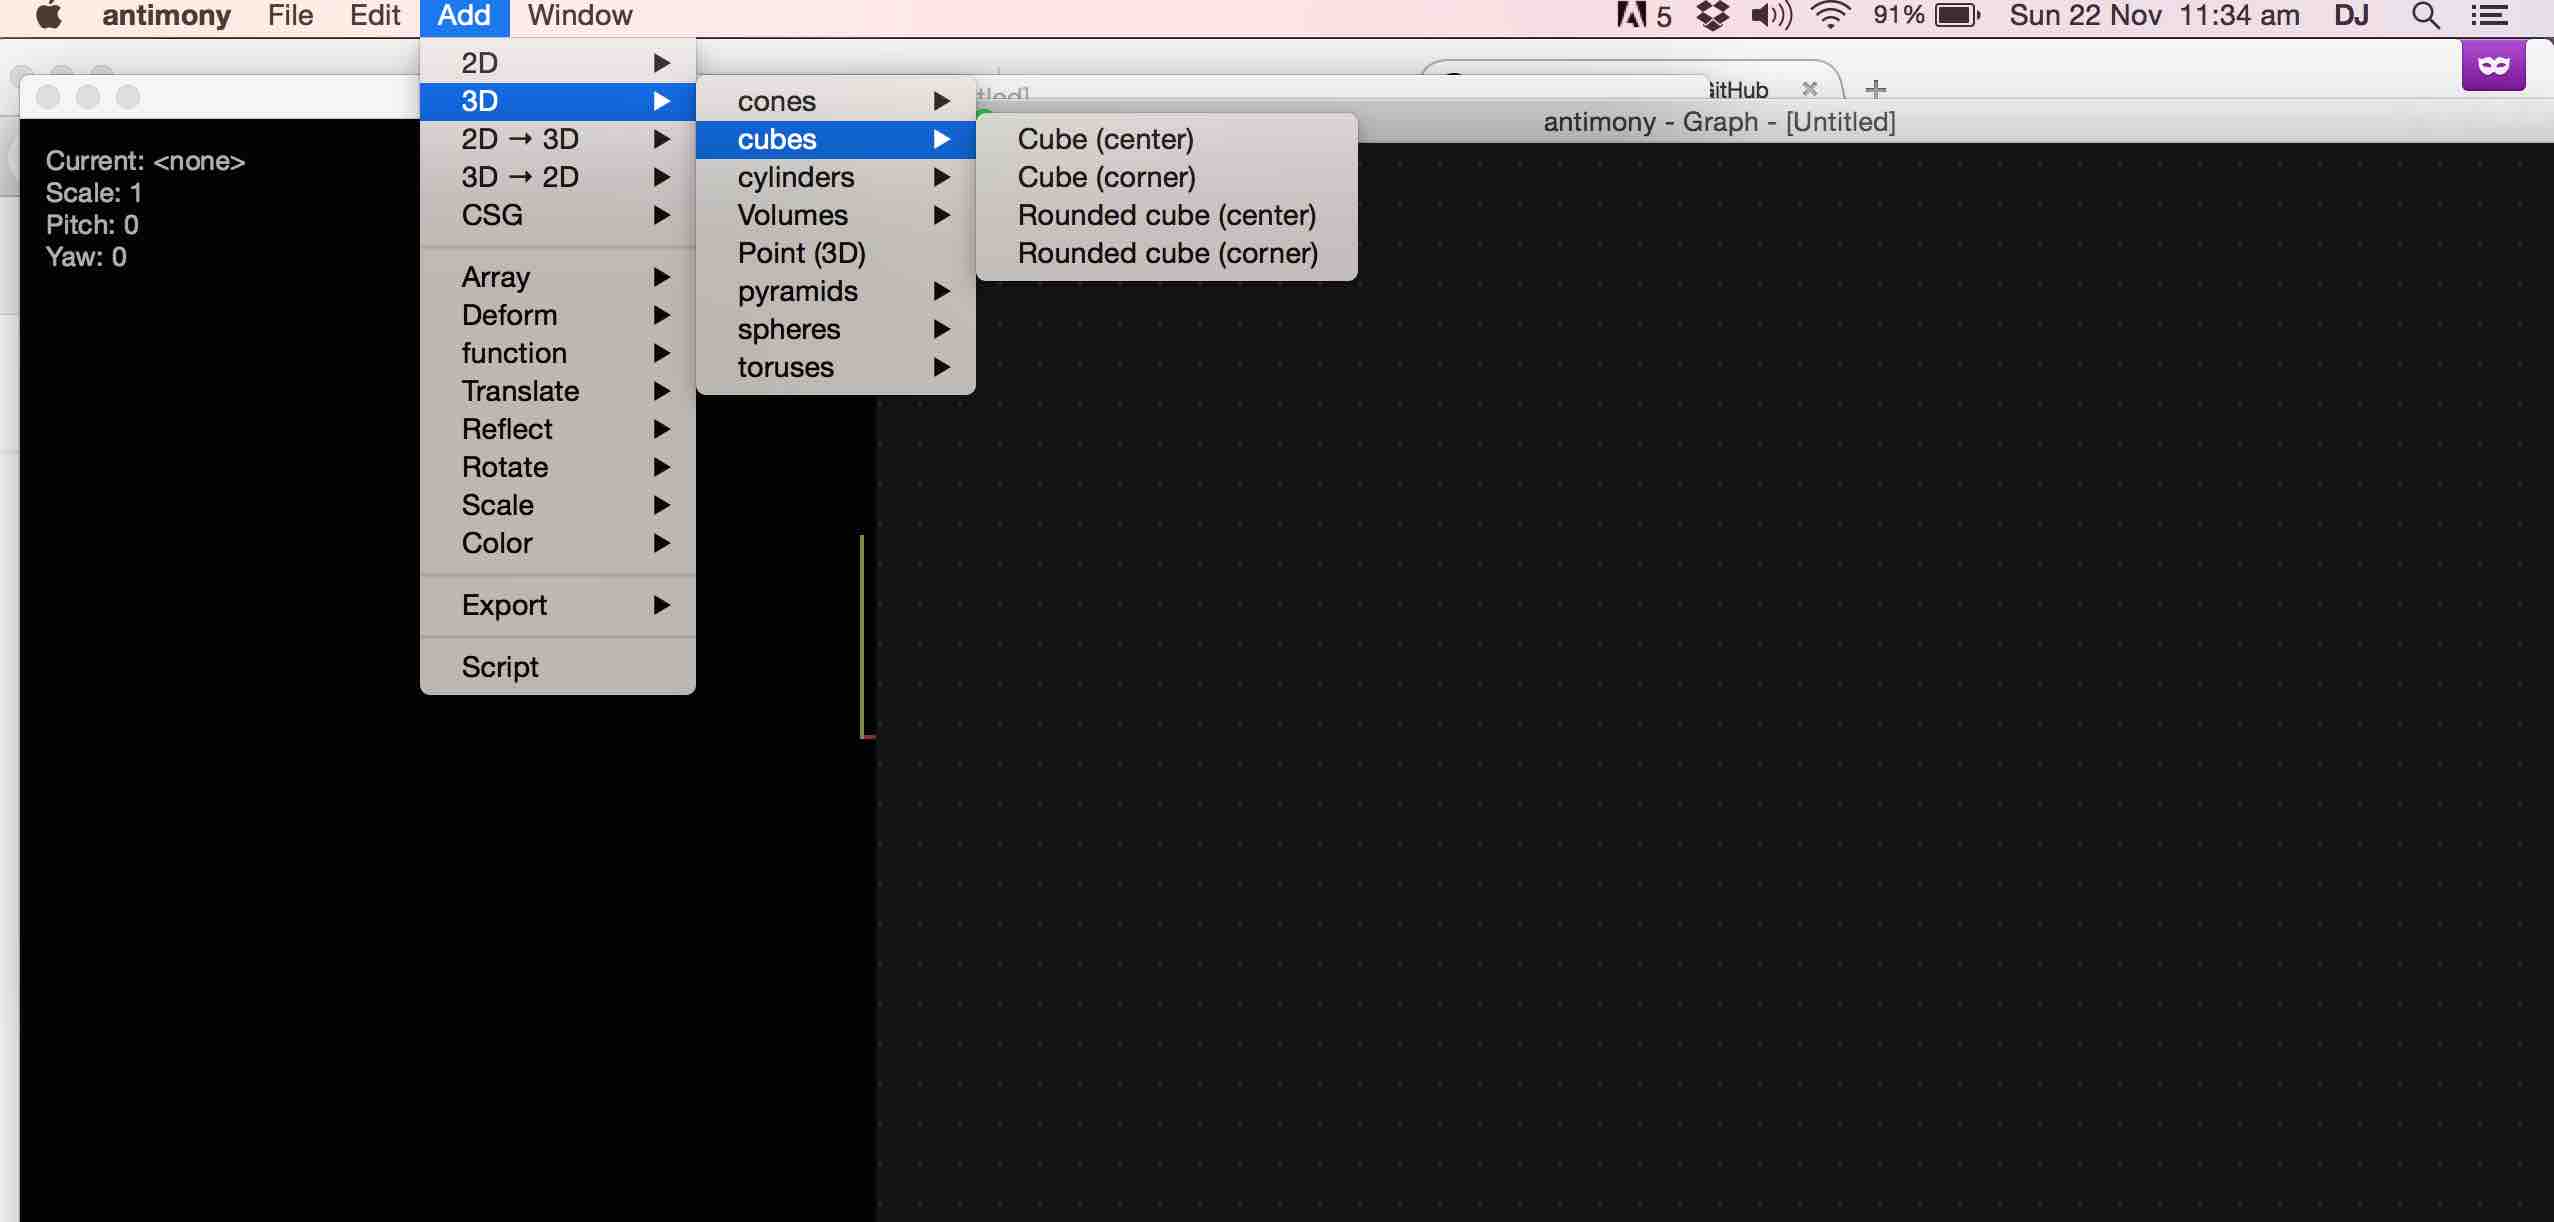 antimony File Edit Add Window 5 91% Sun 22 Nov 11:34 am DJ
GitHub
antimony - Graph - [Untitled]
Current: <none>
Scale: 1
Pitch: 0
Yaw: 0
2D
3D
2D → 3D
3D → 2D
CSG
Array
Deform
function
Translate
Reflect
Rotate
Scale
Color
Export
Script
cones
cubes
cylinders
Volumes
Point (3D)
pyramids
spheres
toruses
Cube (center)
Cube (corner)
Rounded cube (center)
Rounded cube (corner)